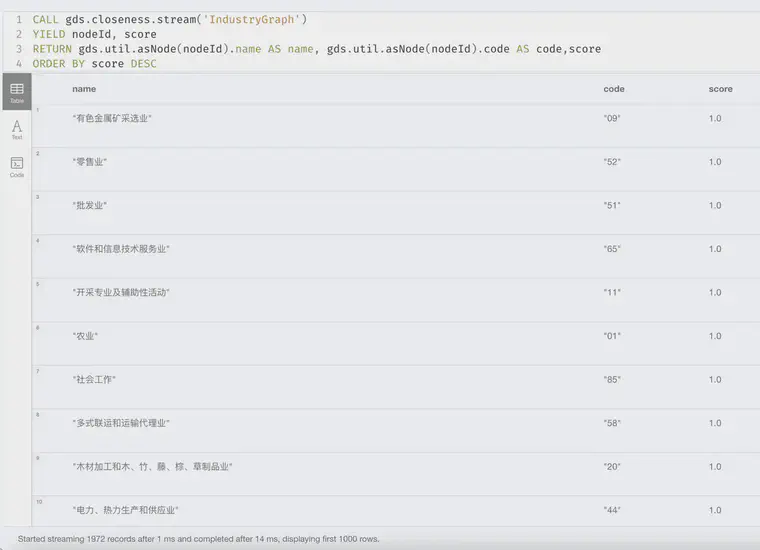 1 CALL gds.closeness.stream('IndustryGraph')
2 YIELD nodeId, score
3 RETURN gds.util.asNode(nodeId).name AS name, gds.util.asNode(nodeId).code AS code,score
4 ORDER BY score DESC
Table
Text
Code
name code score
1 "有色金属矿采选业" "09" 1.0
2 "零售业" "52" 1.0
3 "批发业" "51" 1.0
4 "软件和信息技术服务业" "65" 1.0
5 "开采专业及辅助性活动" "11" 1.0
6 "农业" "01" 1.0
7 "社会工作" "85" 1.0
8 "多式联运和运输代理业" "58" 1.0
9 "木材加工和木、竹、藤、棕、草制品业" "20" 1.0
10 "电力、热力生产和供应业" "44" 1.0
Started streaming 1972 records after 1 ms and completed after 14 ms, displaying first 1000 rows.